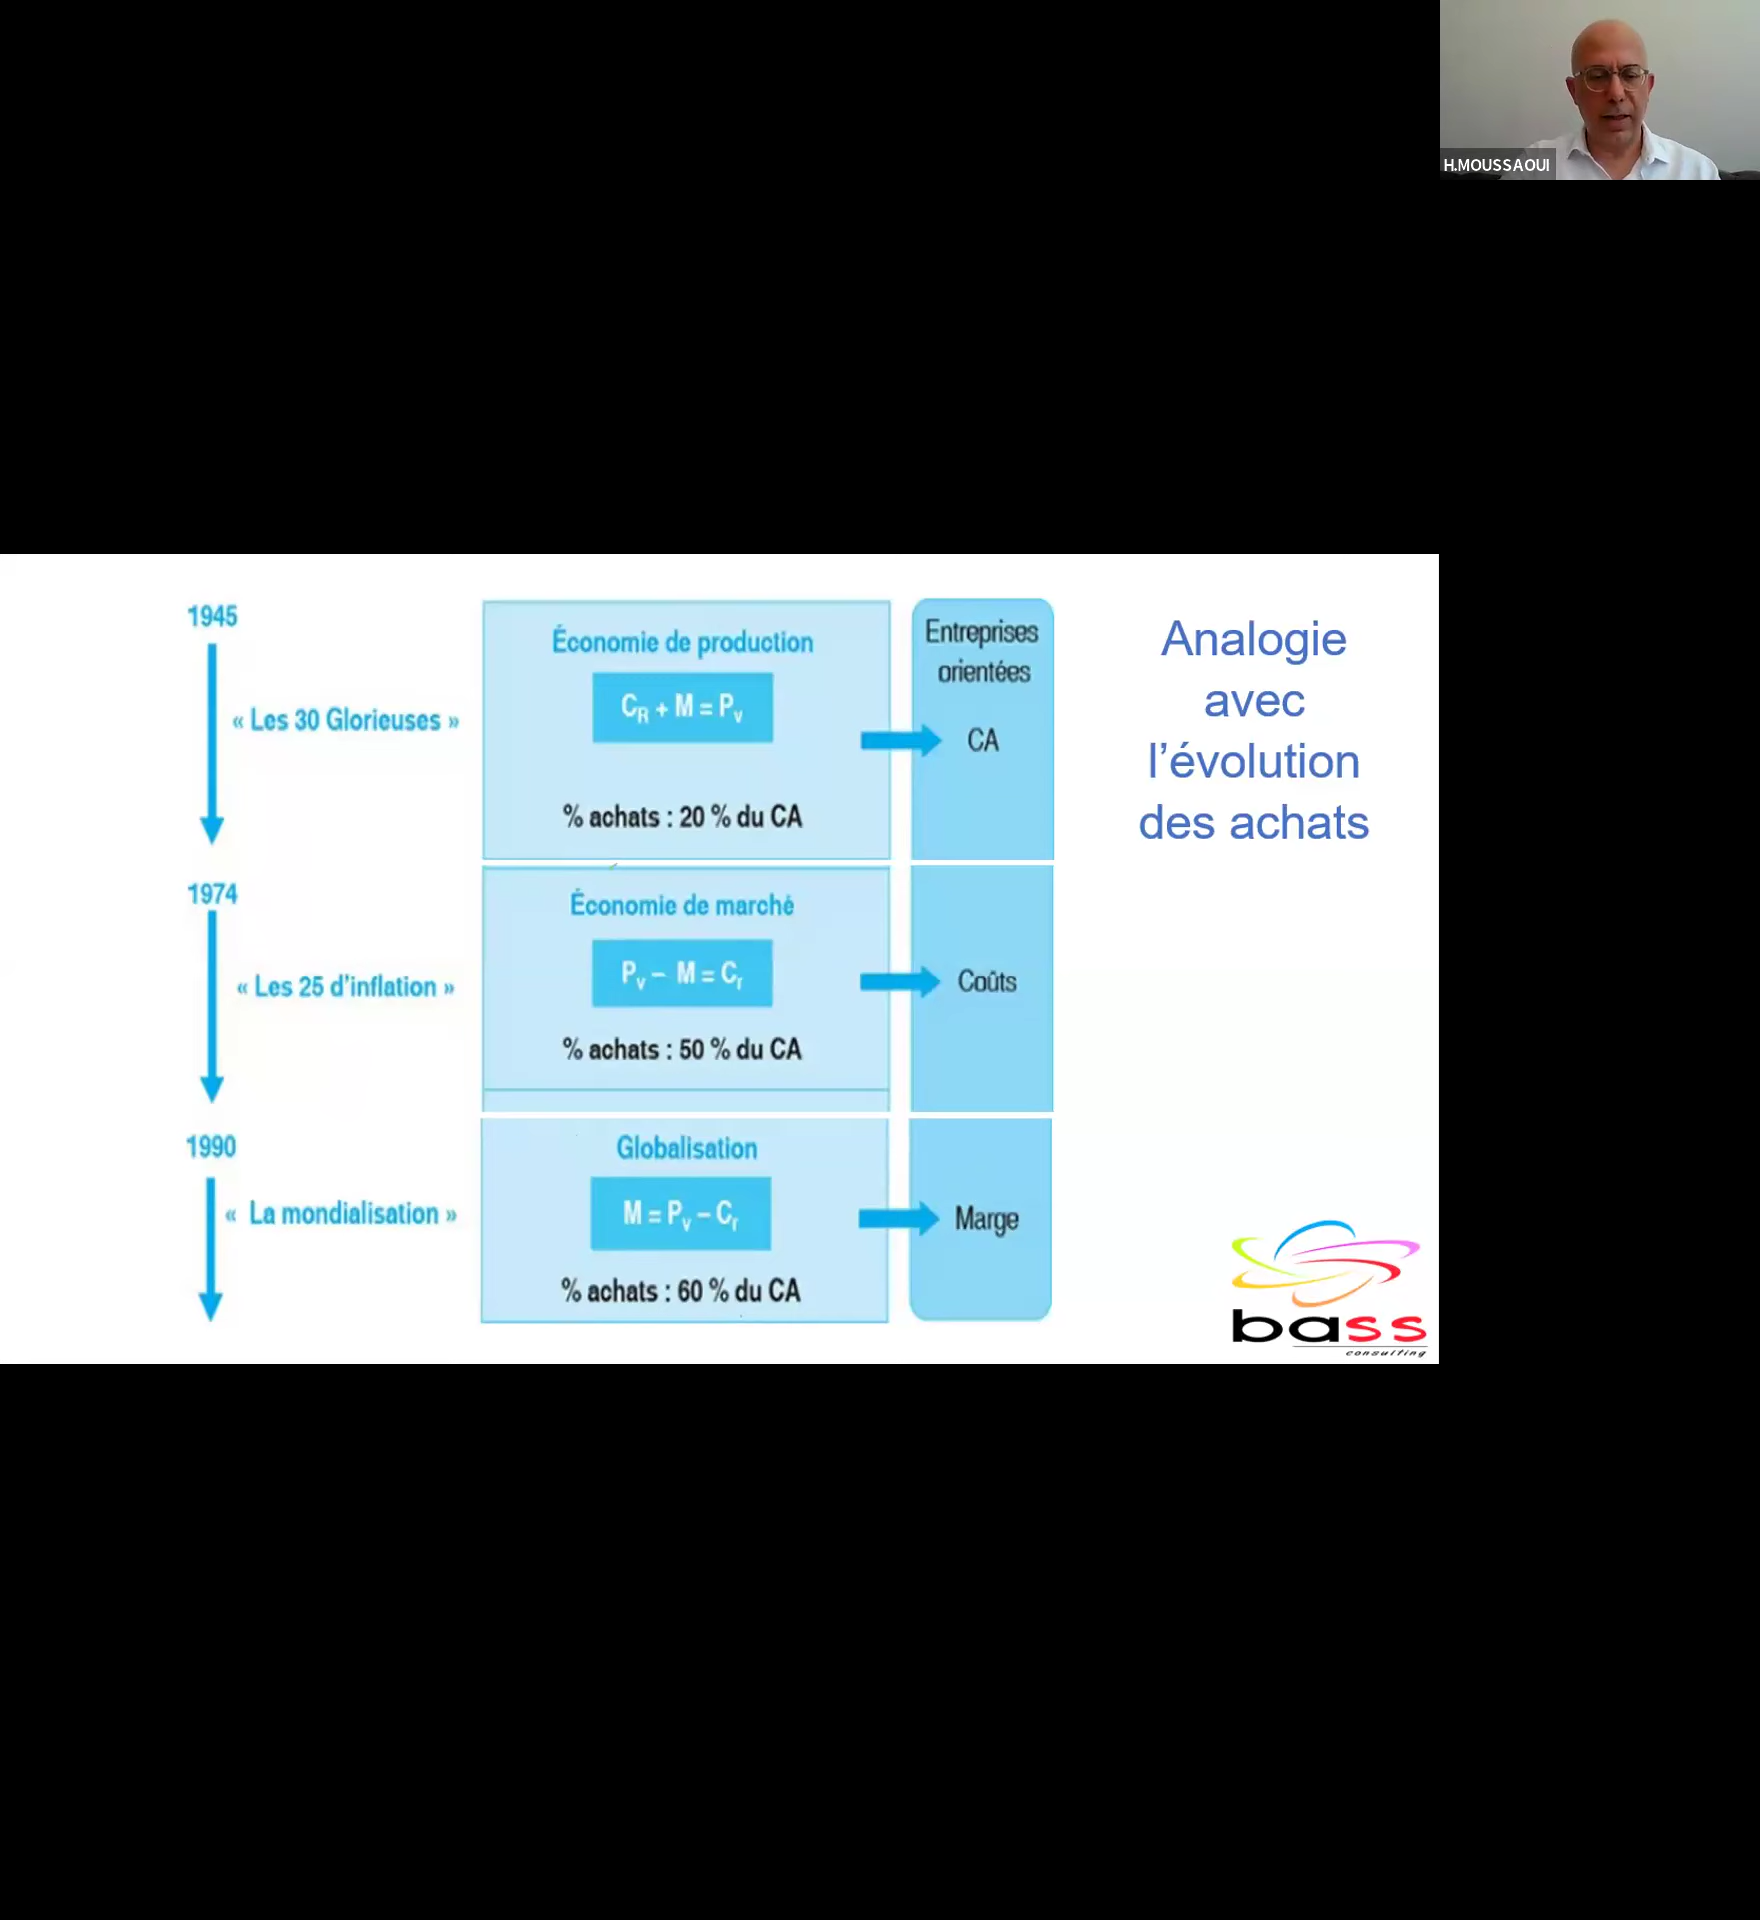 H.MOUSSAOUI
1945
« Les 30 Glorieuses »
Économie de production
CR + M = Pv
% achats : 20 % du CA
Entreprises
orientées
CA
Analogie
avec
l’évolution
des achats
1974
« Les 25 d’inflation »
Économie de marché
Pv – M = Cr
% achats : 50 % du CA
Coûts
1990
« La mondialisation »
Globalisation
M = Pv – Cr
% achats : 60 % du CA
Marge
bass
consulting